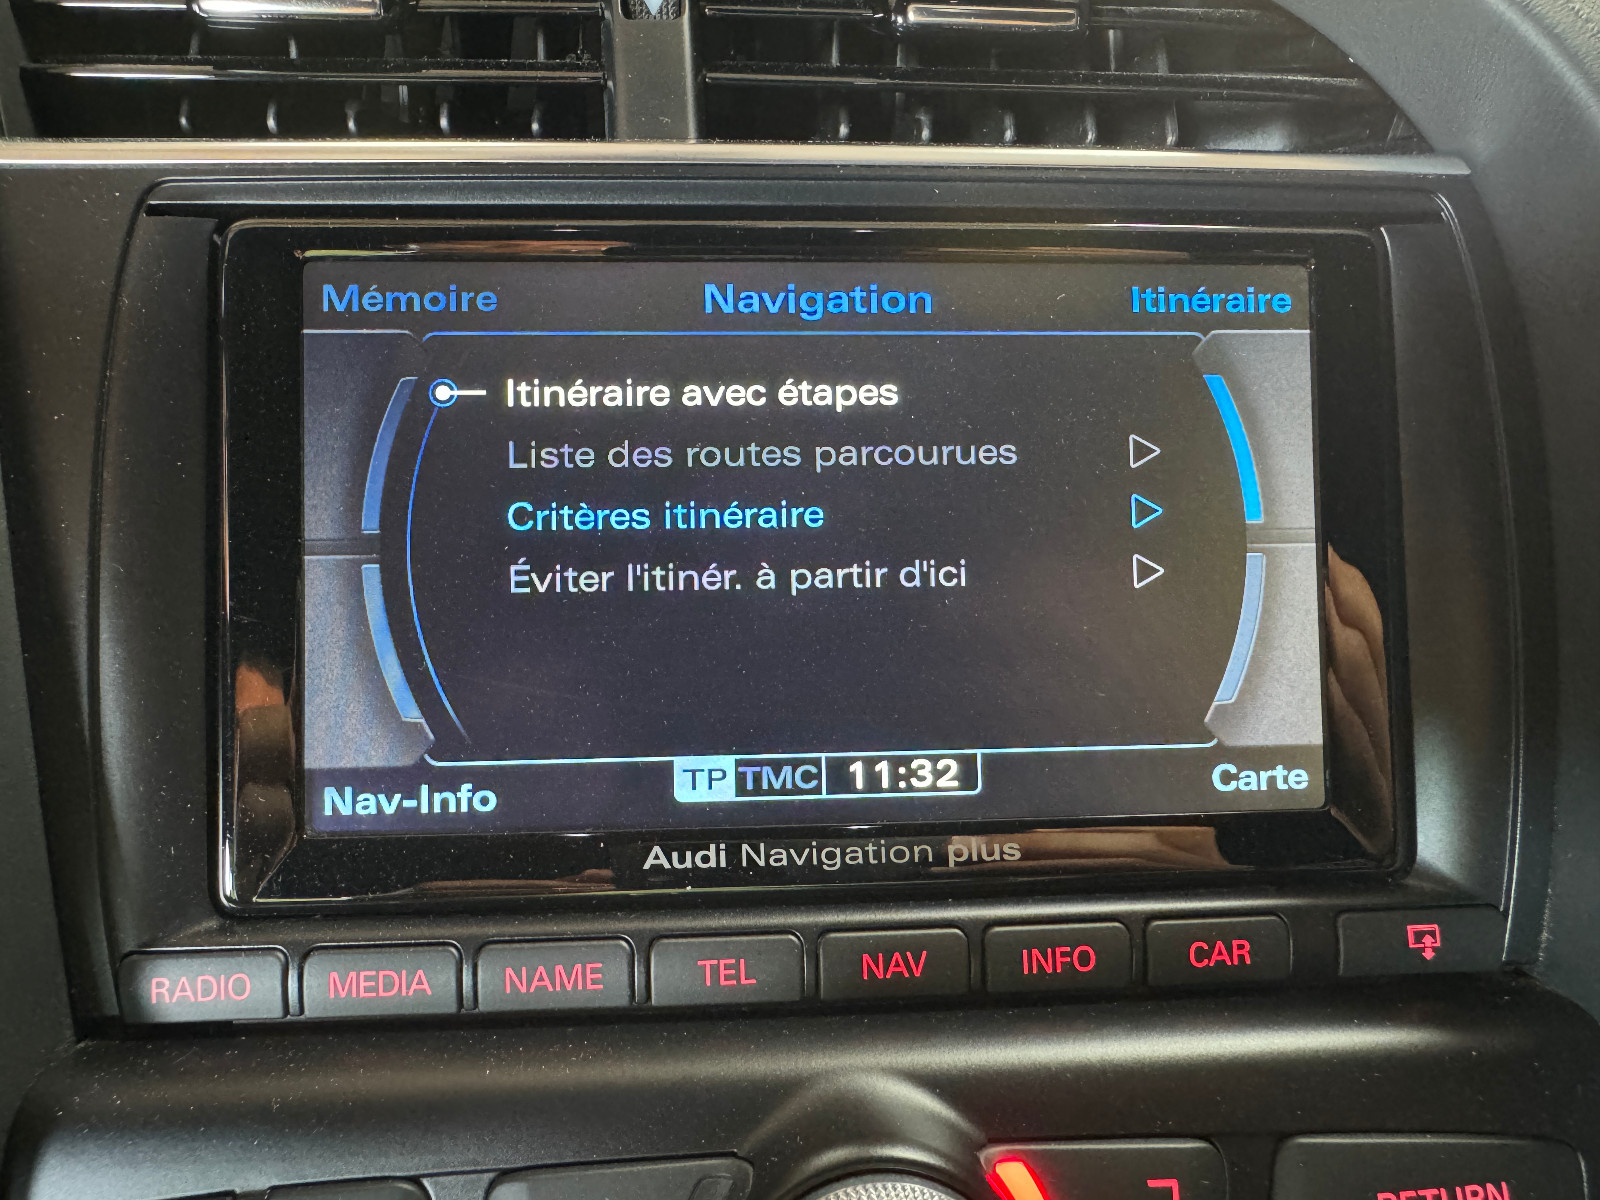 Mémoire Navigation Itinéraire
Itinéraire avec étapes
Liste des routes parcourues
Critères itinéraire
Éviter l'itinér. à partir d'ici
Nav-Info TP TMC 11:32 Carte
Audi Navigation plus
RADIO MEDIA NAME TEL NAV INFO CAR
RETURN